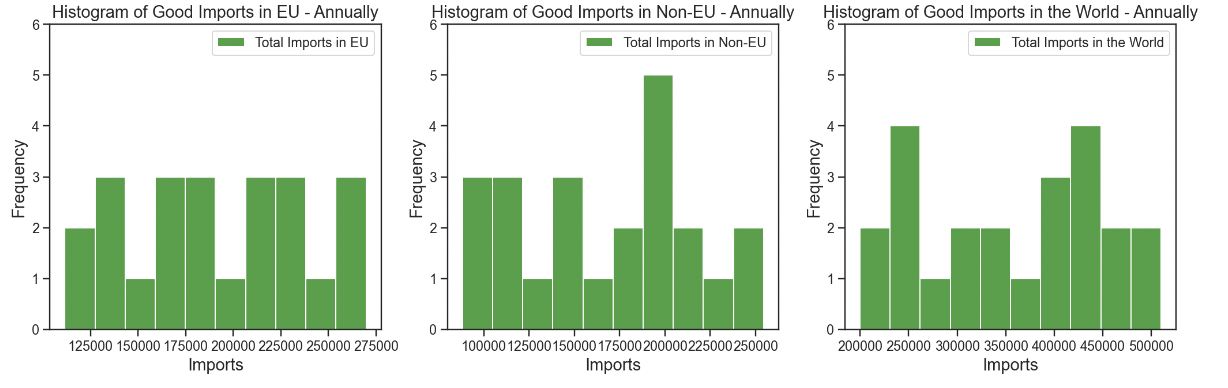 Histogram of Good Imports in EU - Annually
Total Imports in EU
Frequency
6
5
4
3
2
1
0
125000 150000 175000 200000 225000 250000 275000
Imports
Histogram of Good Imports in Non-EU - Annually
Total Imports in Non-EU
Frequency
6
5
4
3
2
1
0
100000 125000 150000 175000 200000 225000 250000
Imports
Histogram of Good Imports in the World - Annually
Total Imports in the World
Frequency
6
5
4
3
2
1
0
200000 250000 300000 350000 400000 450000 500000
Imports